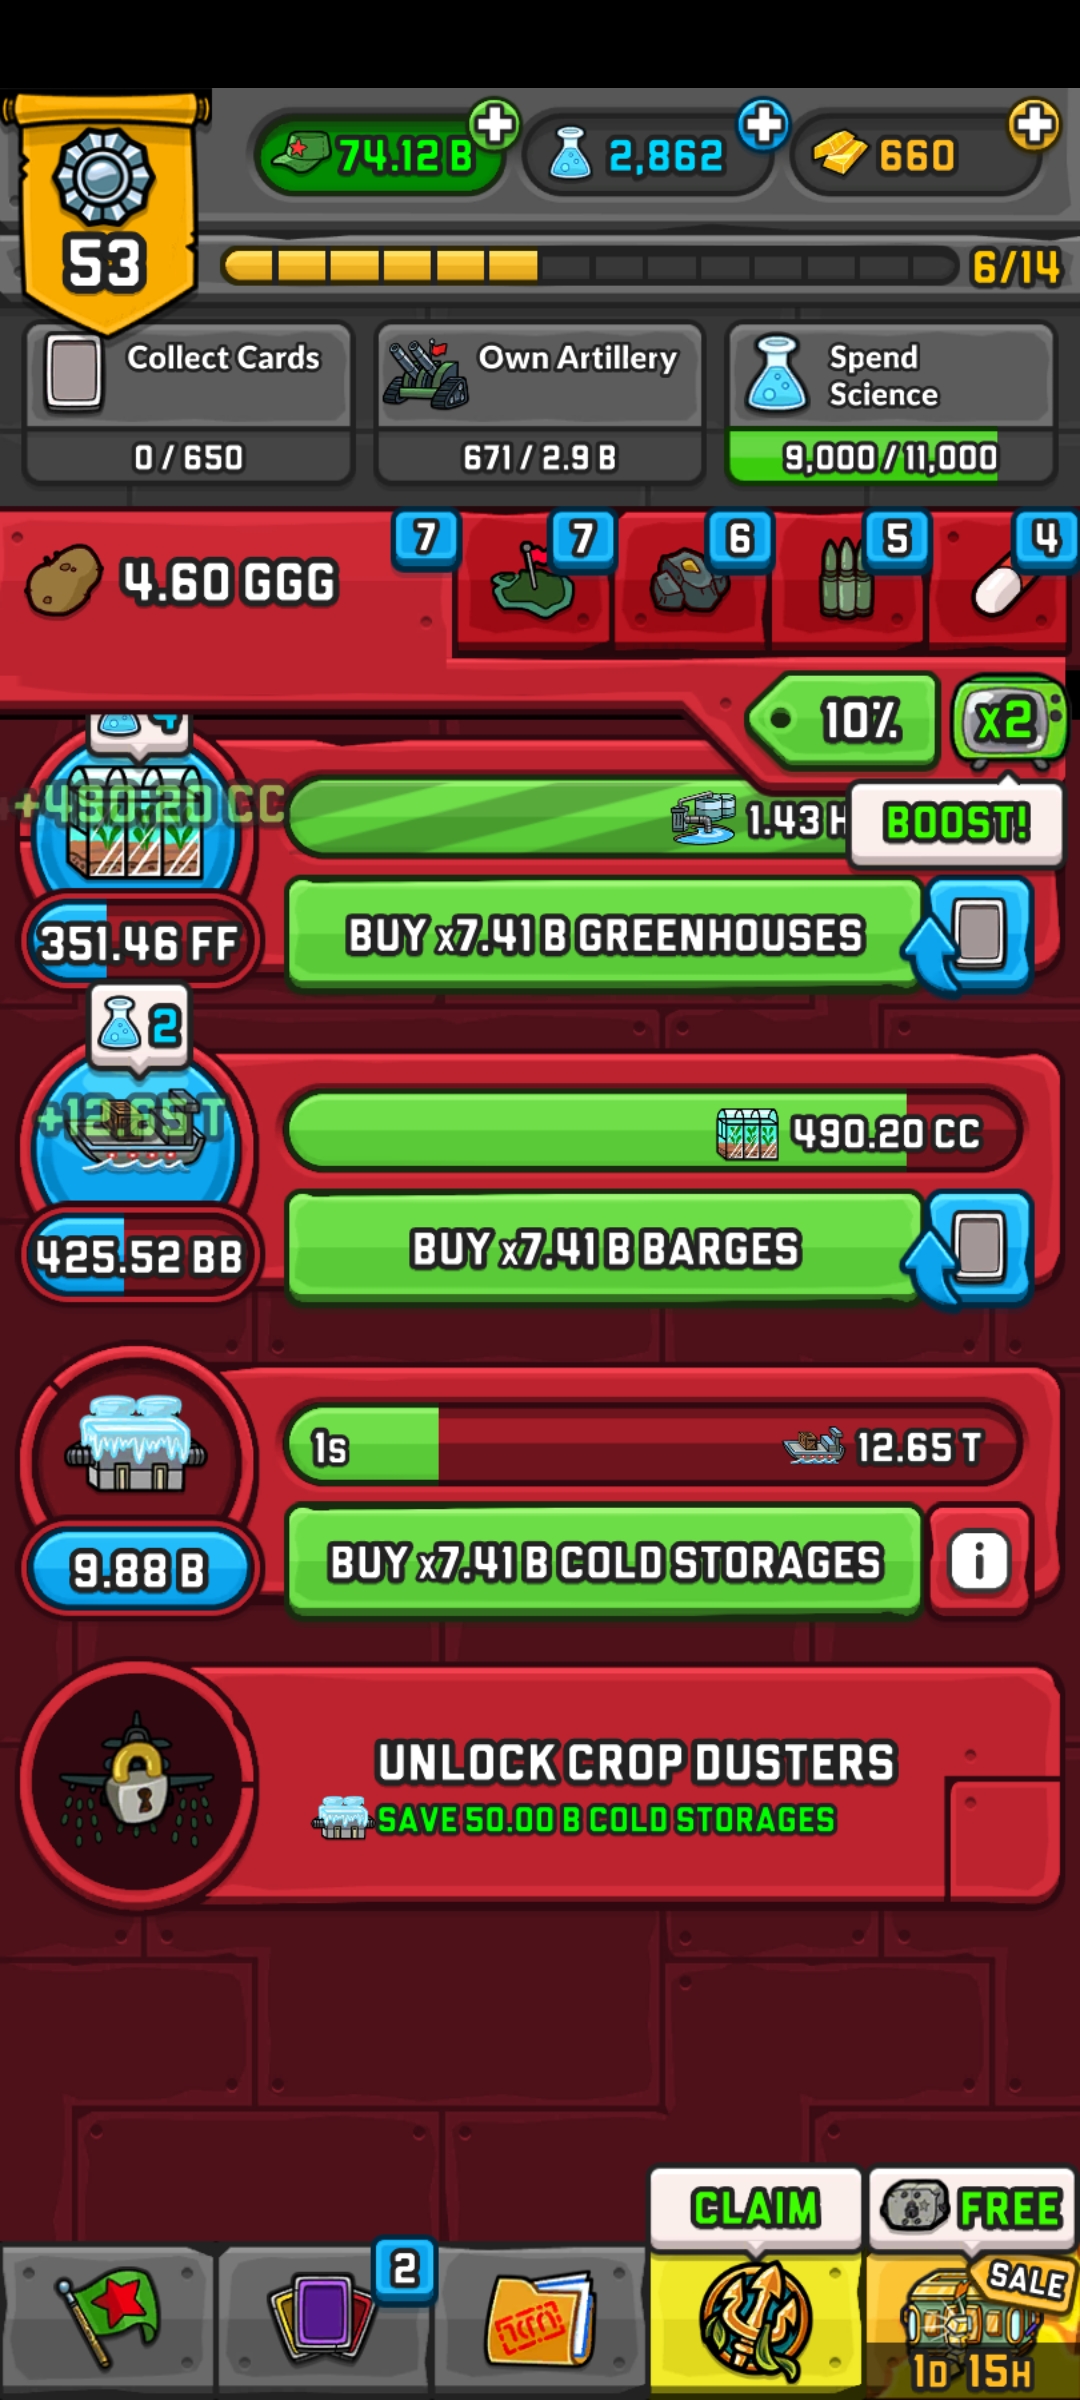 74.12 B
2,862
660
53
6/14
Collect Cards
0 / 650
Own Artillery
671 / 2.9 B
Spend
Science
9,000 / 11,000
4.60 GGG
7
7
6
5
4
10%
x2
BOOST!
4
+490.20 CC
1.43 H
351.46 FF
BUY x7.41 B GREENHOUSES
2
+12.65 T
490.20 CC
425.52 BB
BUY x7.41 B BARGES
1s
12.65 T
9.88 B
BUY x7.41 B COLD STORAGES
i
UNLOCK CROP DUSTERS
SAVE 50.00 B COLD STORAGES
CLAIM
FREE
2
SALE
1D 15H